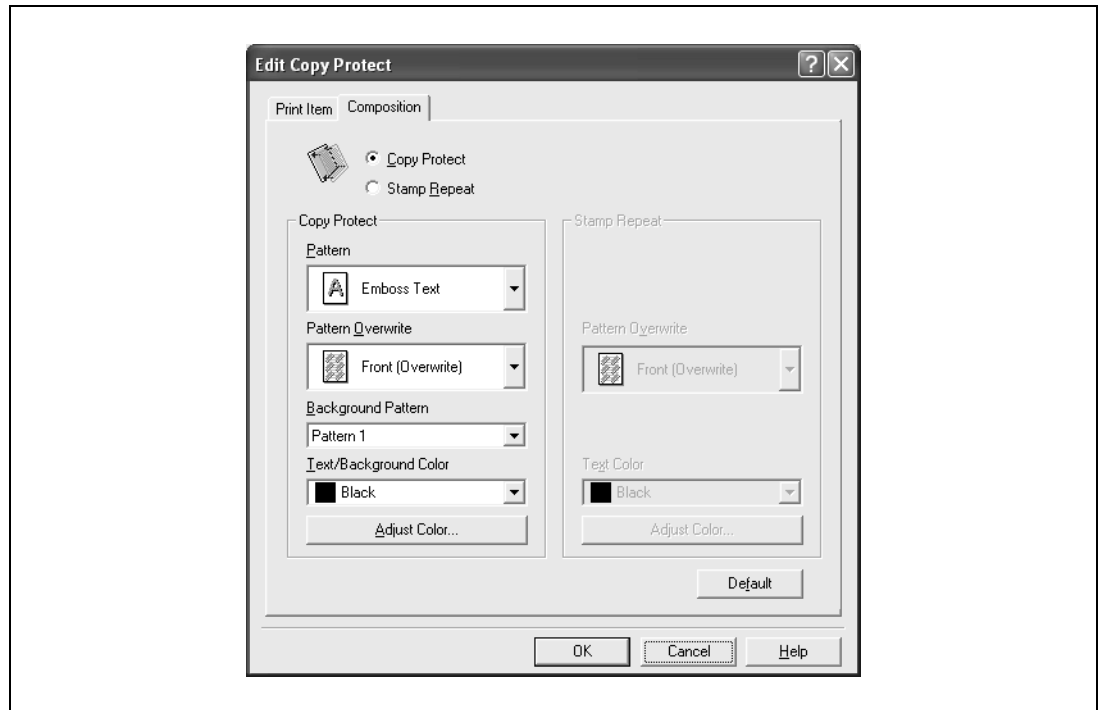 Edit Copy Protect
Print Item Composition
Copy Protect
Stamp Repeat
Copy Protect
Pattern
A Emboss Text
Pattern Overwrite
Front (Overwrite)
Background Pattern
Pattern 1
Text/Background Color
Black
Adjust Color...
Stamp Repeat
Pattern Overwrite
Front (Overwrite)
Text Color
Black
Adjust Color...
Default
OK Cancel Help